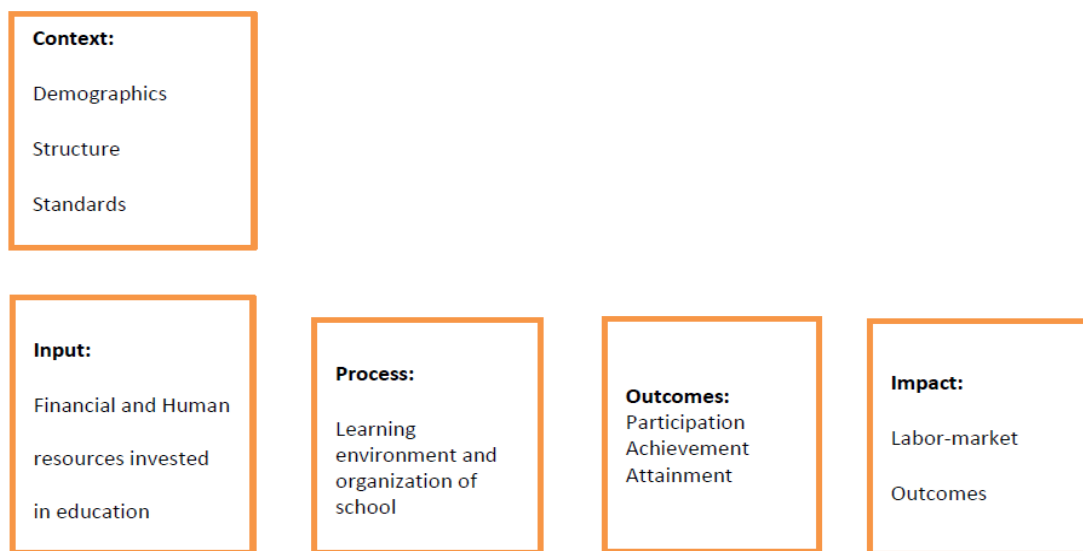 Context:
Demographics
Structure
Standards
Input:
Financial and Human
resources invested
in education
Process:
Learning
environment and
organization of
school
Outcomes:
Participation
Achievement
Attainment
Impact:
Labor-market
Outcomes